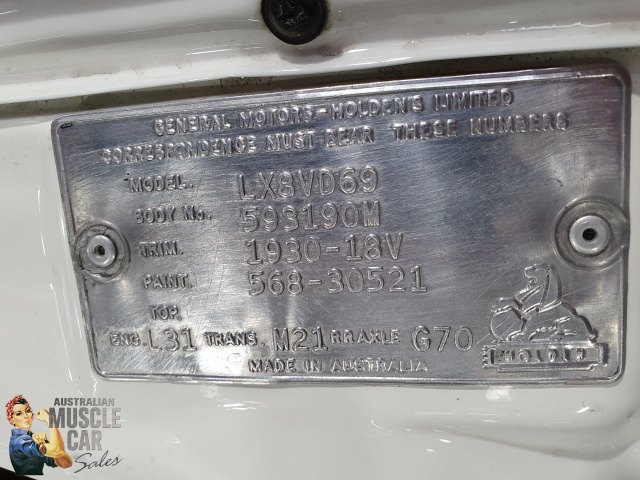 GENERAL MOTORS-HOLDEN'S LIMITED
CORRESPONDENCE MUST BEAR THESE NUMBERS
MODEL. LX8VD69
BODY No. 593190M
TRIM. 1930-18V
PAINT. 568-30521
TOP.
ENG. L31 TRANS. M21 RR AXLE G70
HOLDEN
MADE IN AUSTRALIA
AUSTRALIAN
MUSCLE
CAR
Sales